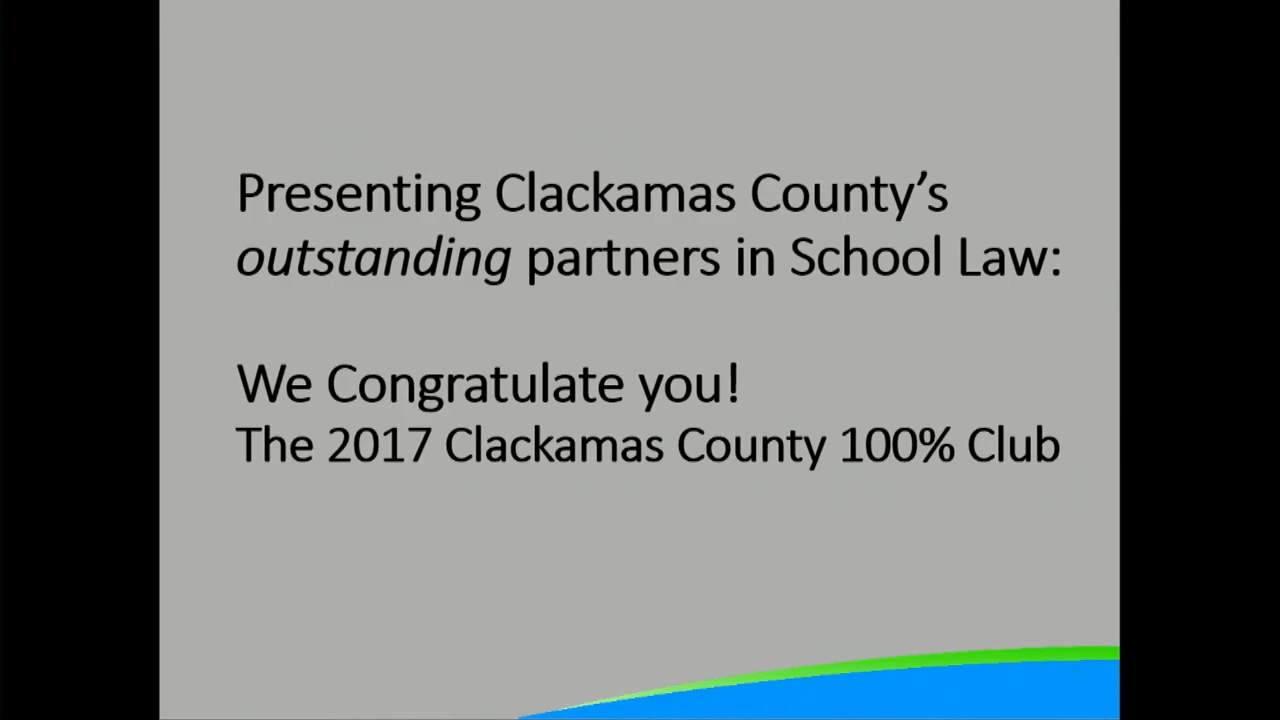 Presenting Clackamas County’s
outstanding partners in School Law:
We Congratulate you!
The 2017 Clackamas County 100% Club